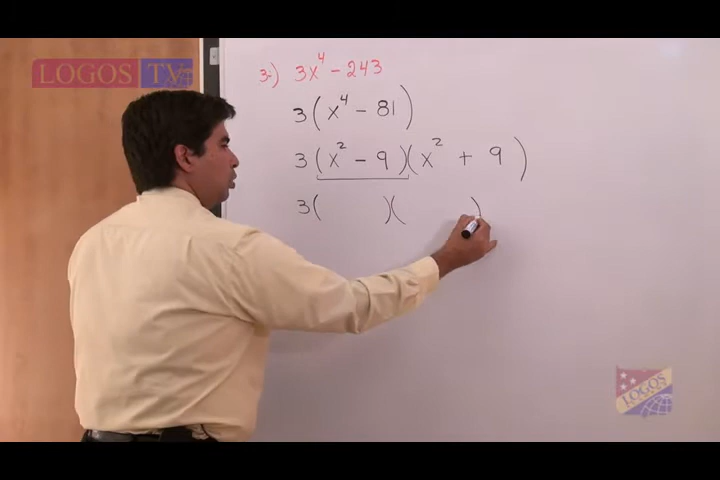 LOGOS TV
3.) 3x⁴ - 243
3(x⁴ - 81)
3(x² - 9)(x² + 9)
3(      )(      )
LOGOS